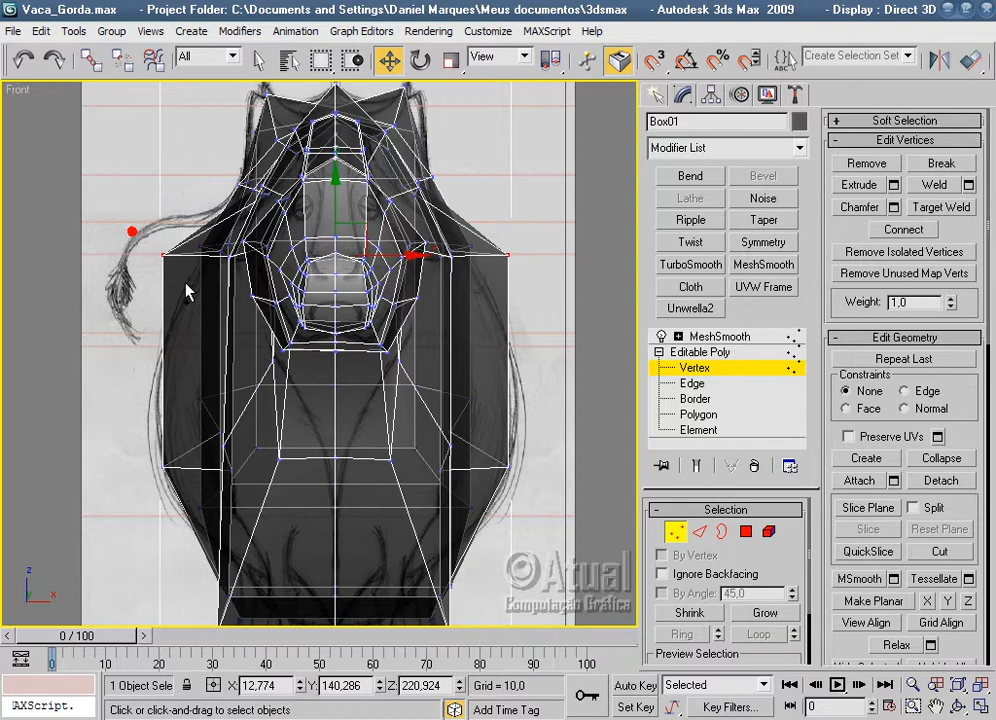 Vaca_Gorda.max - Project Folder: C:\Documents and Settings\Daniel Marques\Meus documentos\3dsmax - Autodesk 3ds Max 2009 - Display : Direct 3D
File Edit Tools Group Views Create Modifiers Animation Graph Editors Rendering Customize MAXScript Help
All View Create Selection Set
Front
Box01
Modifier List
Bend Bevel
Lathe Noise
Ripple Taper
Twist Symmetry
TurboSmooth MeshSmooth
Cloth UVW Frame
Unwrella2
MeshSmooth
Editable Poly
Vertex
Edge
Border
Polygon
Element
Selection
By Vertex
Ignore Backfacing
By Angle: 45,0
Shrink Grow
Ring Loop
Preview Selection
Soft Selection
Edit Vertices
Remove Break
Extrude Weld
Chamfer Target Weld
Connect
Remove Isolated Vertices
Remove Unused Map Verts
Weight: 1,0
Edit Geometry
Repeat Last
Constraints
None Edge
Face Normal
Preserve UVs
Create Collapse
Attach Detach
Slice Plane Split
Slice Reset Plane
QuickSlice Cut
MSmooth Tessellate
Make Planar X Y Z
View Align Grid Align
Relax
z
x
Atual
Computação Gráfica
0 / 100
0 10 20 30 40 50 60 70 80 90 100
1 Object Sele X: 12,774 Y: 140,286 Z: 220,924 Grid = 10,0 Auto Key Selected
AXScript. Click or click-and-drag to select objects Add Time Tag Set Key Key Filters... 0